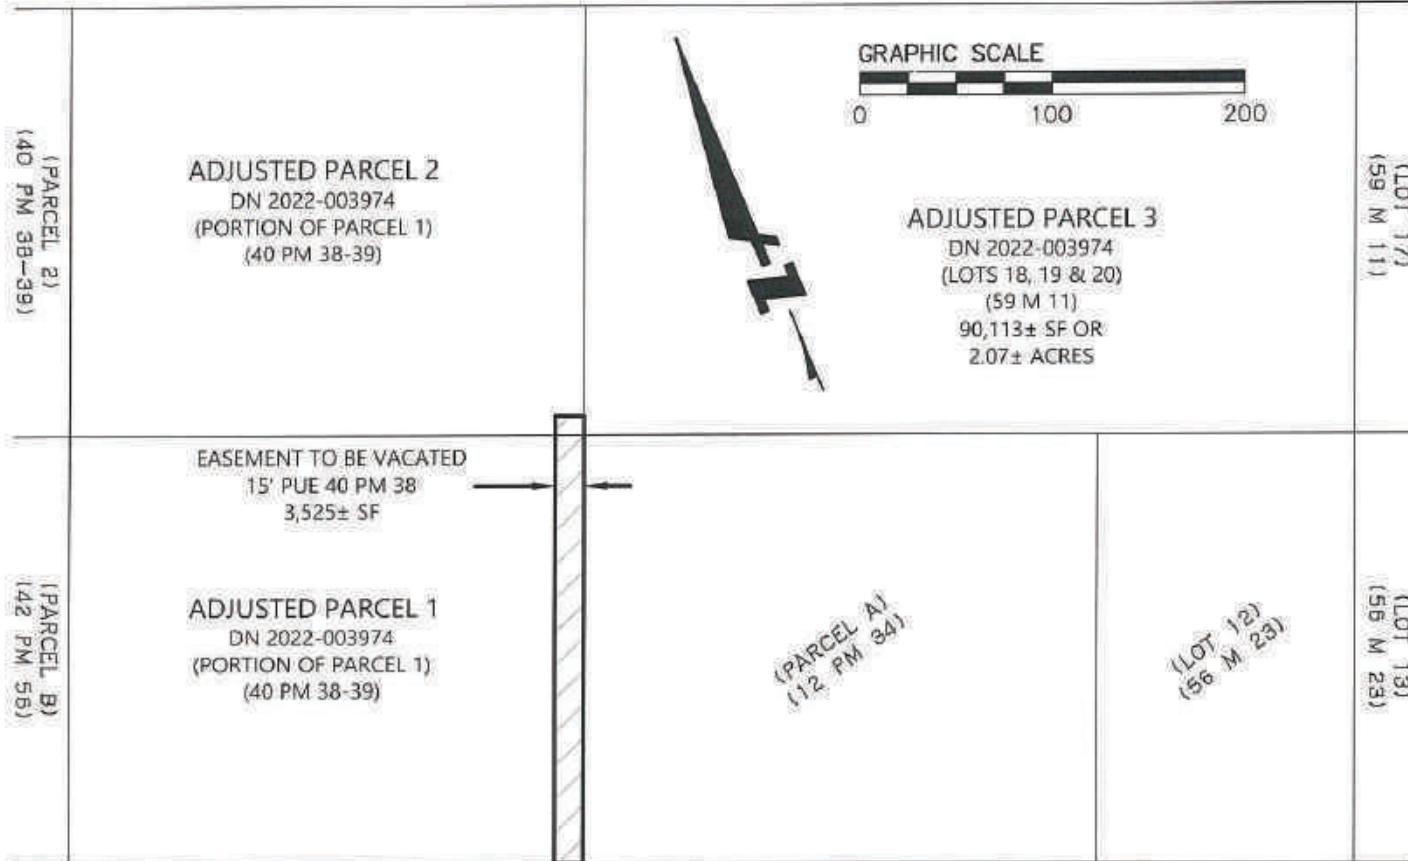 GRAPHIC SCALE
0 100 200
(PARCEL 2)
(40 PM 38-39)
ADJUSTED PARCEL 2
DN 2022-003974
(PORTION OF PARCEL 1)
(40 PM 38-39)
N
ADJUSTED PARCEL 3
DN 2022-003974
(LOTS 18, 19 & 20)
(59 M 11)
90,113± SF OR
2.07± ACRES
(LOT 17)
(59 M 11)
EASEMENT TO BE VACATED
15' PUE 40 PM 38
3,525± SF
(PARCEL B)
(42 PM 56)
ADJUSTED PARCEL 1
DN 2022-003974
(PORTION OF PARCEL 1)
(40 PM 38-39)
(PARCEL A)
(12 PM 34)
(LOT 12)
(56 M 23)
(LOT 13)
(56 M 23)